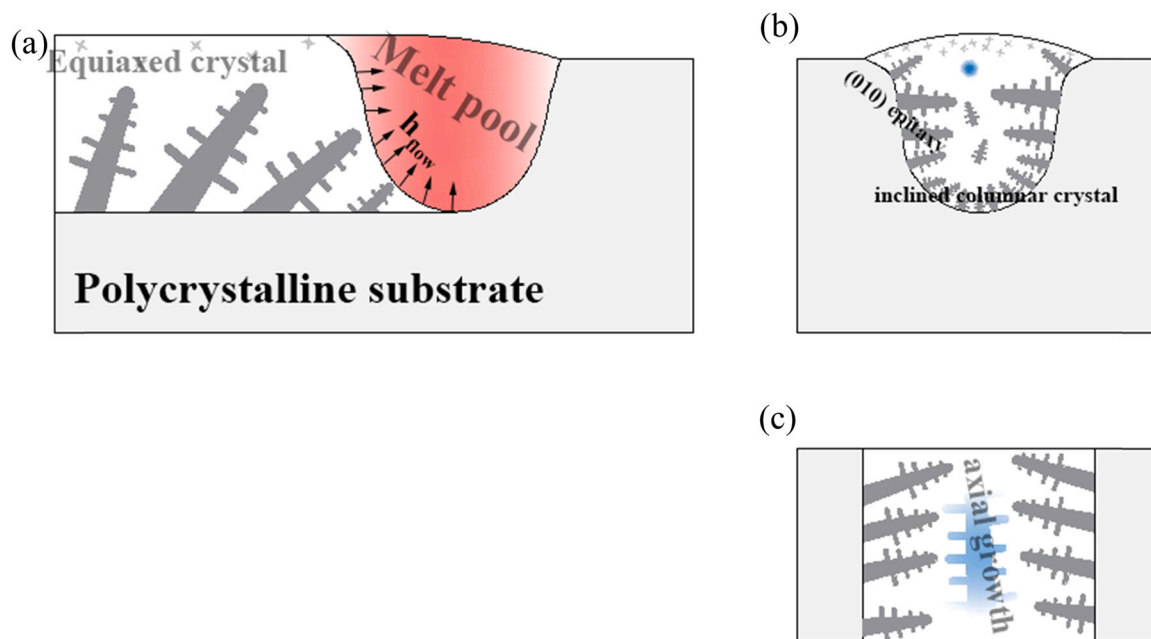 (a)
Equiaxed crystal
Melt pool
h flow
Polycrystalline substrate
(b)
(010) epitaxy
inclined columnar crystal
(c)
axial growth